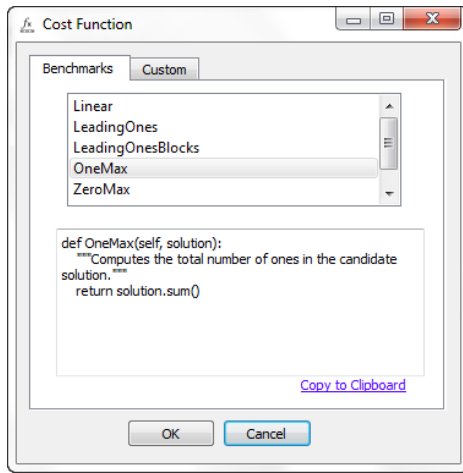 Cost Function
Benchmarks
Custom
Linear
LeadingOnes
LeadingOnesBlocks
OneMax
ZeroMax
def OneMax(self, solution):
"""Computes the total number of ones in the candidate
solution."""
return solution.sum()
Copy to Clipboard
OK
Cancel